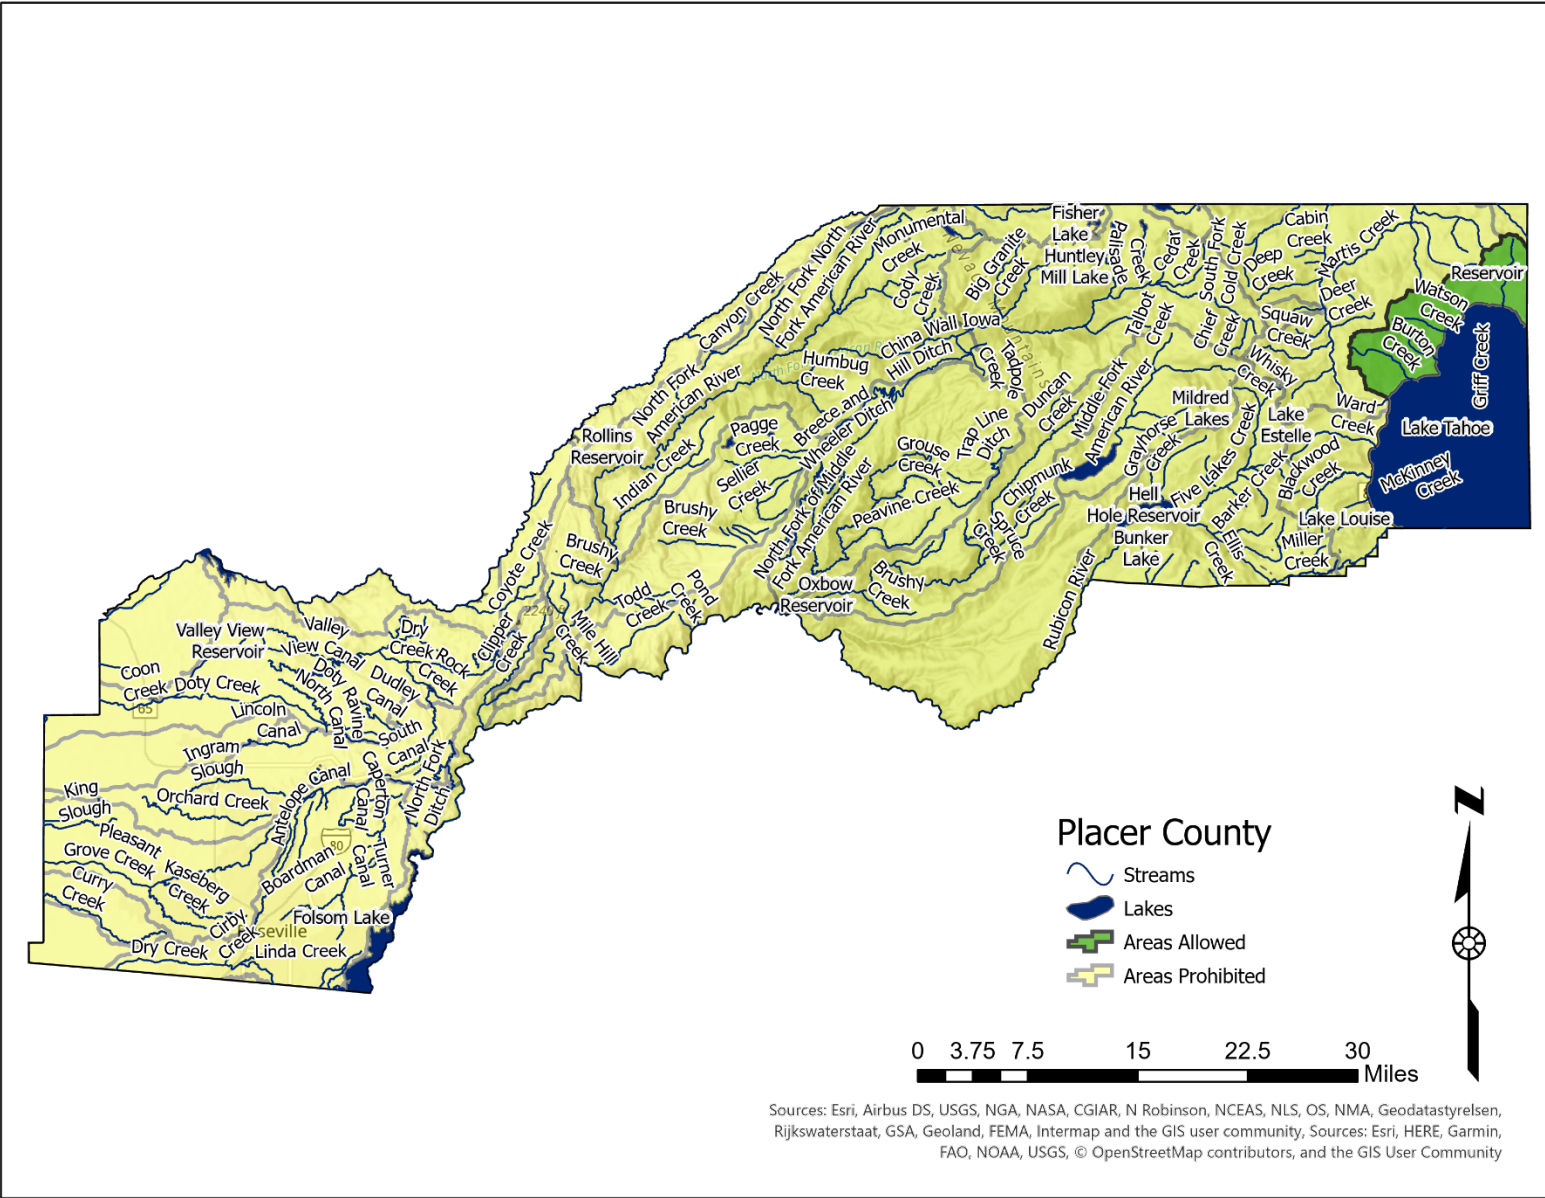 Fisher
Lake
Huntley
Mill Lake
Monumental
Creek
Big Granite
Creek
Cody
Creek
Palisade
Creek
Cedar
Creek
South Fork
Cold Creek
Cabin
Creek
Deep
Creek
Martis Creek
Deer
Creek
Squaw
Creek
Reservoir
Watson
Creek
Burton
Creek
Griff Creek
Lake Tahoe
McKinney
Creek
Ward
Creek
Canyon Creek
North Fork North
Fork American River
China Wall Iowa
Hill Ditch
Humbug
Creek
Tadpole
Creek
Talbot
Creek
Chief
Creek
Whisky
Creek
Duncan
Creek
Middle Fork
American River
Mildred
Lakes
Lake
Estelle
Grayhorse
Creek
Five Lakes Creek
Barker Creek
Blackwood
Creek
Lake Louise
Miller
Creek
Ellis
Creek
Hell
Hole Reservoir
Bunker
Lake
Rubicon River
North Fork
American River
Rollins
Reservoir
Indian Creek
Pagge
Creek
Breece and
Wheeler Ditch
Sellier
Creek
Brushy
Creek
Grouse
Creek
Trap Line
Ditch
Peavine Creek
Chipmunk
Creek
Spruce
Creek
North Fork of Middle
Fork American River
Oxbow
Reservoir
Brushy
Creek
Brushy
Creek
Coyote Creek
Clipper
Creek
Todd
Creek
Pond
Creek
Mile Hill
Creek
Valley View
Reservoir
Valley
View Canal
Dry
Creek
Rock
Creek
Coon
Creek
Doty Creek
Doty Ravine
North Canal
Dudley
Canal
Lincoln
Canal
South
Canal
65
Ingram
Slough
King
Slough
Orchard Creek
Antelope Canal
Caperton
Canal
North Fork
Ditch
Turner
Canal
80
Boardman
Canal
Pleasant
Grove Creek
Kaseberg
Creek
Curry
Creek
Cirby
Creek
Folsom Lake
Dry Creek
Linda Creek
Placer County
Streams
Lakes
Areas Allowed
Areas Prohibited
N
0 3.75 7.5 15 22.5 30
Miles
Sources: Esri, Airbus DS, USGS, NGA, NASA, CGIAR, N Robinson, NCEAS, NLS, OS, NMA, Geodatastyrelsen,
Rijkswaterstaat, GSA, Geoland, FEMA, Intermap and the GIS user community, Sources: Esri, HERE, Garmin,
FAO, NOAA, USGS, © OpenStreetMap contributors, and the GIS User Community